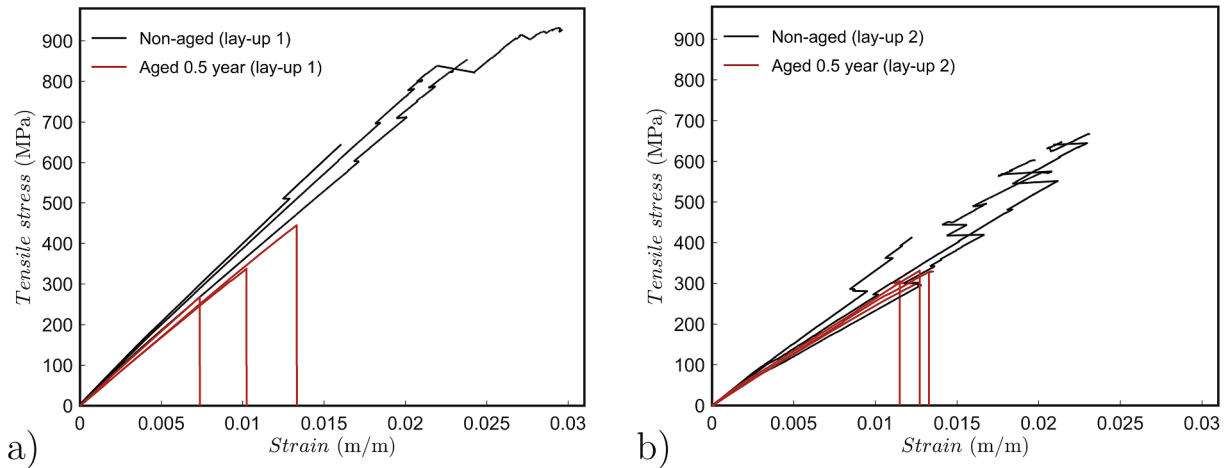 900
800
700
600
500
400
300
200
100
0
Tensile stress (MPa)
Non-aged (lay-up 1)
Aged 0.5 year (lay-up 1)
0 0.005 0.01 0.015 0.02 0.025 0.03
Strain (m/m)
a)
900
800
700
600
500
400
300
200
100
0
Tensile stress (MPa)
Non-aged (lay-up 2)
Aged 0.5 year (lay-up 2)
0 0.005 0.01 0.015 0.02 0.025 0.03
Strain (m/m)
b)